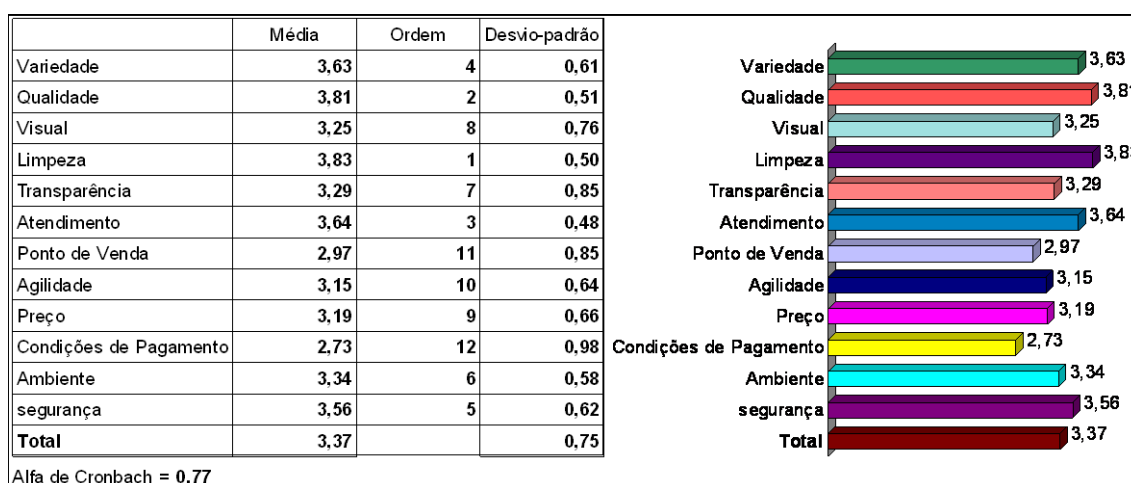 Média Ordem Desvio-padrão
Variedade 3,63 4 0,61
Qualidade 3,81 2 0,51
Visual 3,25 8 0,76
Limpeza 3,83 1 0,50
Transparência 3,29 7 0,85
Atendimento 3,64 3 0,48
Ponto de Venda 2,97 11 0,85
Agilidade 3,15 10 0,64
Preço 3,19 9 0,66
Condições de Pagamento 2,73 12 0,98
Ambiente 3,34 6 0,58
segurança 3,56 5 0,62
Total 3,37 0,75
Alfa de Cronbach = 0,77
Variedade 3,63
Qualidade 3,81
Visual 3,25
Limpeza 3,8
Transparência 3,29
Atendimento 3,64
Ponto de Venda 2,97
Agilidade 3,15
Preço 3,19
Condições de Pagamento 2,73
Ambiente 3,34
segurança 3,56
Total 3,37